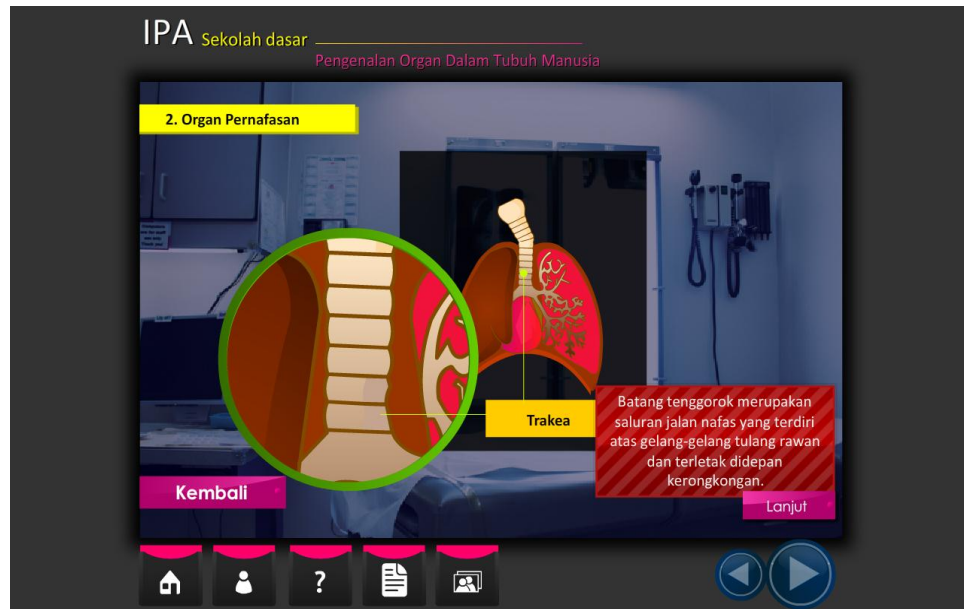 IPA Sekolah dasar
Pengenalan Organ Dalam Tubuh Manusia
2. Organ Pernafasan
Trakea
Batang tenggorok merupakan
saluran jalan nafas yang terdiri
atas gelang-gelang tulang rawan
dan terletak didepan
kerongkongan.
Kembali
Lanjut
?